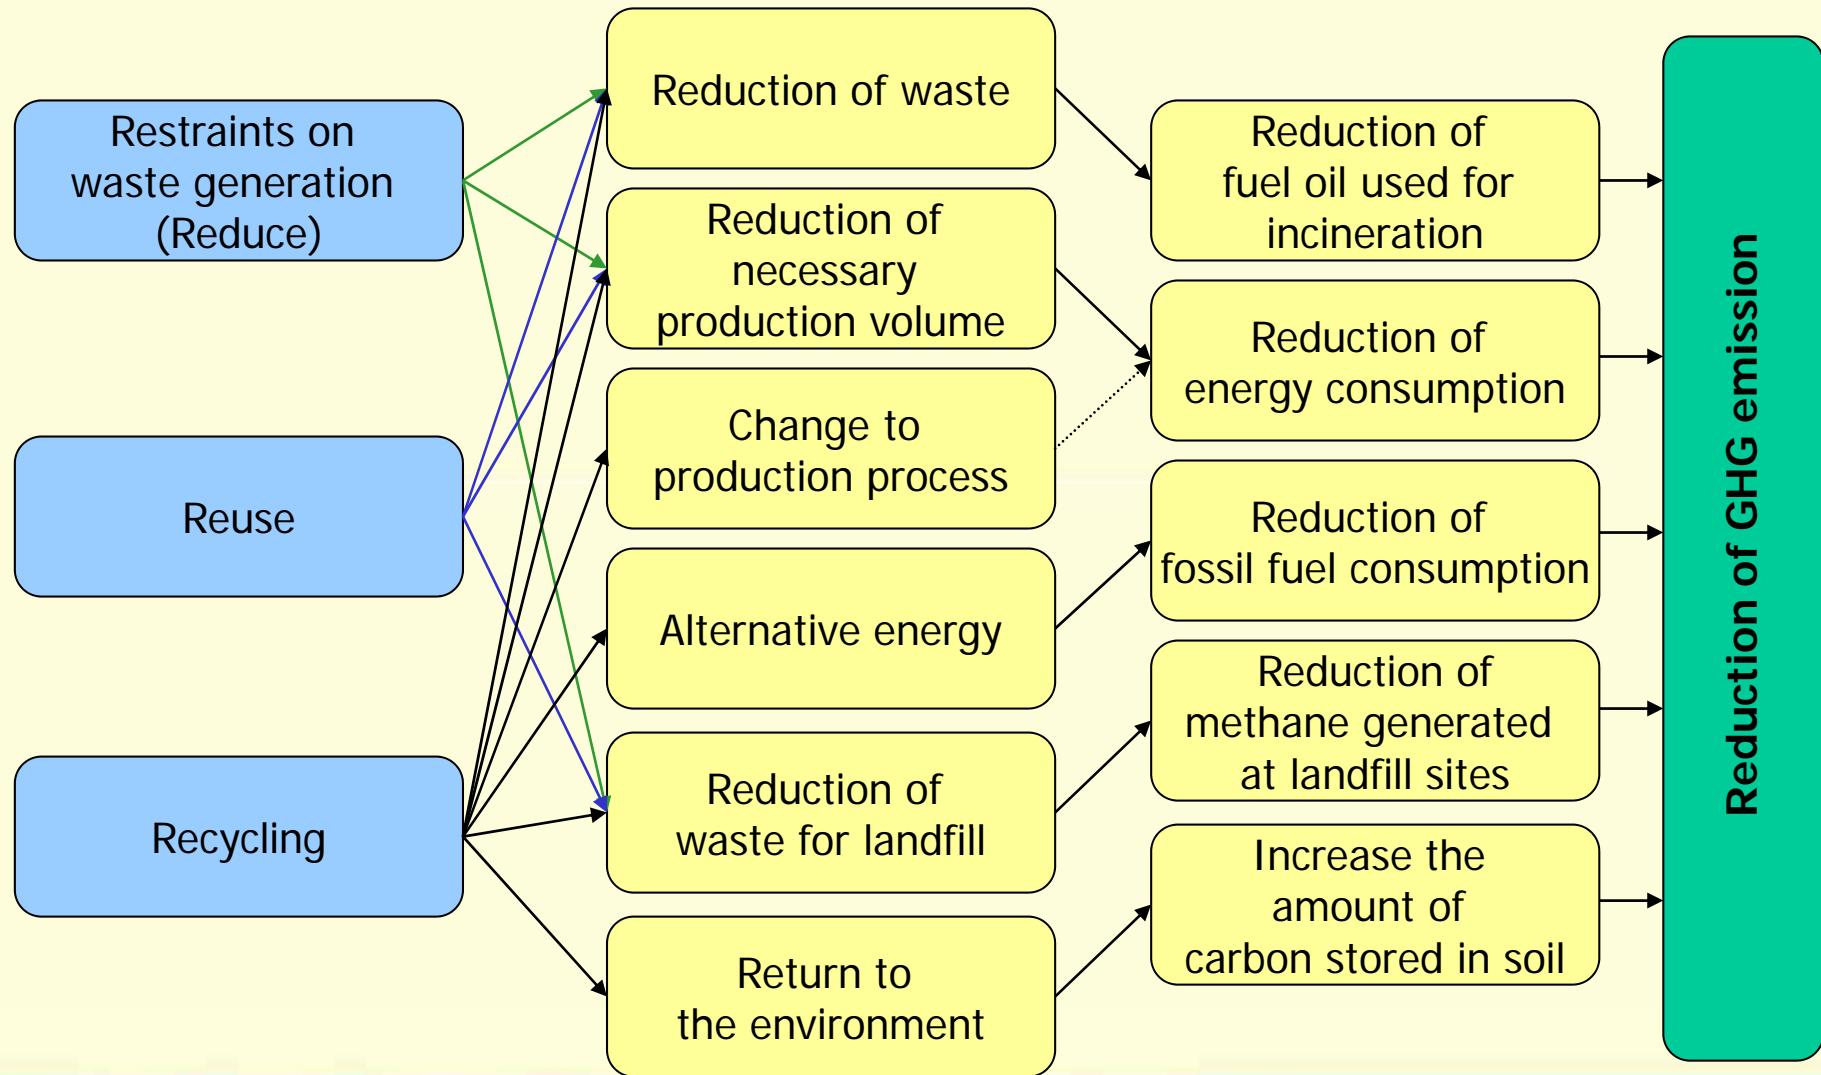 Restraints on
waste generation
(Reduce)
Reuse
Recycling
Reduction of waste
Reduction of
necessary
production volume
Change to
production process
Alternative energy
Reduction of
waste for landfill
Return to
the environment
Reduction of
fuel oil used for
incineration
Reduction of
energy consumption
Reduction of
fossil fuel consumption
Reduction of
methane generated
at landfill sites
Increase the
amount of
carbon stored in soil
Reduction of GHG emission